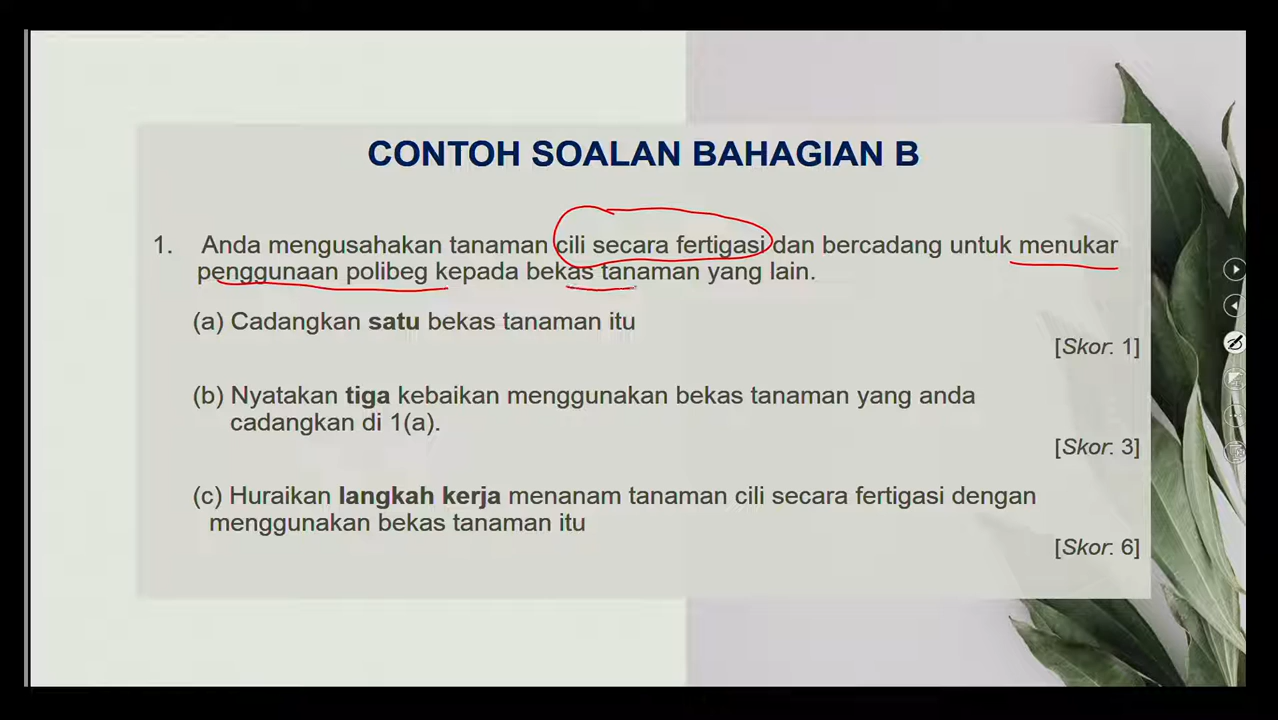 CONTOH SOALAN BAHAGIAN B
1. Anda mengusahakan tanaman cili secara fertigasi dan bercadang untuk menukar
penggunaan polibeg kepada bekas tanaman yang lain.
(a) Cadangkan satu bekas tanaman itu
[Skor: 1]
(b) Nyatakan tiga kebaikan menggunakan bekas tanaman yang anda
cadangkan di 1(a).
[Skor: 3]
(c) Huraikan langkah kerja menanam tanaman cili secara fertigasi dengan
menggunakan bekas tanaman itu
[Skor: 6]